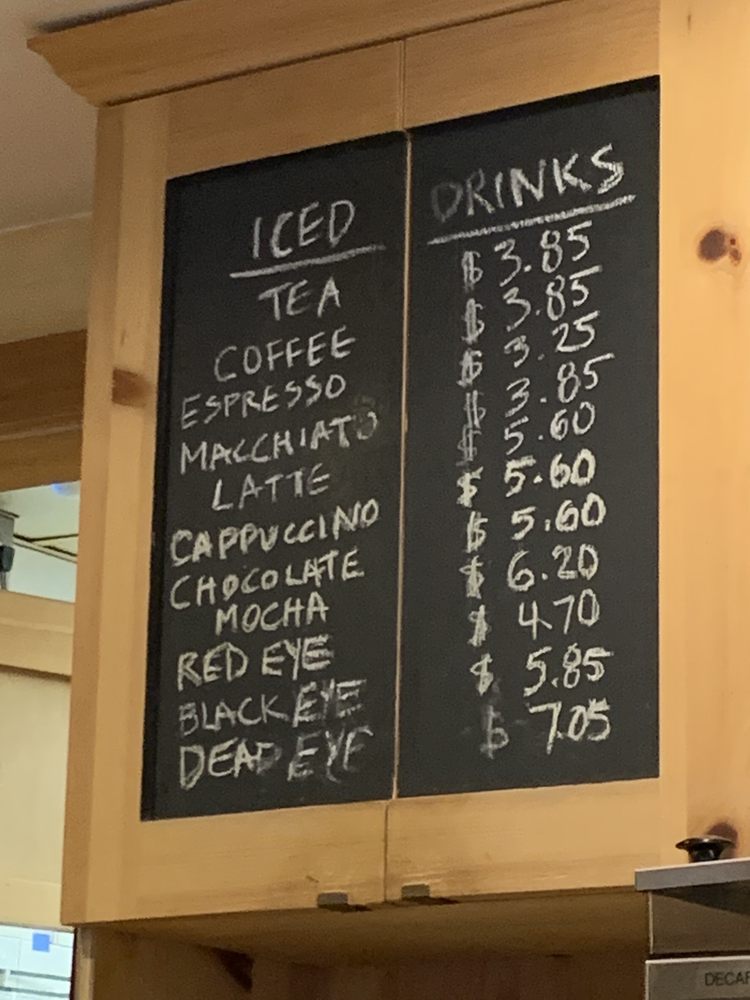 ICED DRINKS
TEA $ 3.85
COFFEE $ 3.85
ESPRESSO $ 3.25
MACCHIATO $ 3.85
LATTE $ 5.60
CAPPUCCINO $ 5.60
CHOCOLATE $ 5.60
MOCHA $ 6.20
RED EYE $ 4.70
BLACK EYE $ 5.85
DEAD EYE $ 7.05
DECAF